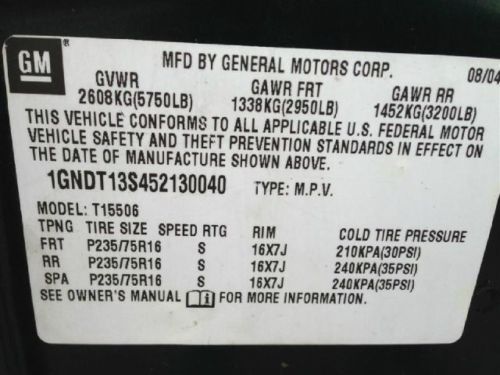 GM ® MFD BY GENERAL MOTORS CORP. 08/04
GVWR GAWR FRT GAWR RR
2608KG(5750LB) 1338KG(2950LB) 1452KG(3200LB)
THIS VEHICLE CONFORMS TO ALL APPLICABLE U.S. FEDERAL MOTOR
VEHICLE SAFETY AND THEFT PREVENTION STANDARDS IN EFFECT ON
THE DATE OF MANUFACTURE SHOWN ABOVE.
1GNDT13S452130040 TYPE: M.P.V.
MODEL: T15506
TPNG TIRE SIZE SPEED RTG RIM COLD TIRE PRESSURE
FRT P235/75R16 S 16X7J 210KPA(30PSI)
RR P235/75R16 S 16X7J 240KPA(35PSI)
SPA P235/75R16 S 16X7J 240KPA(35PSI)
SEE OWNER'S MANUAL i FOR MORE INFORMATION.